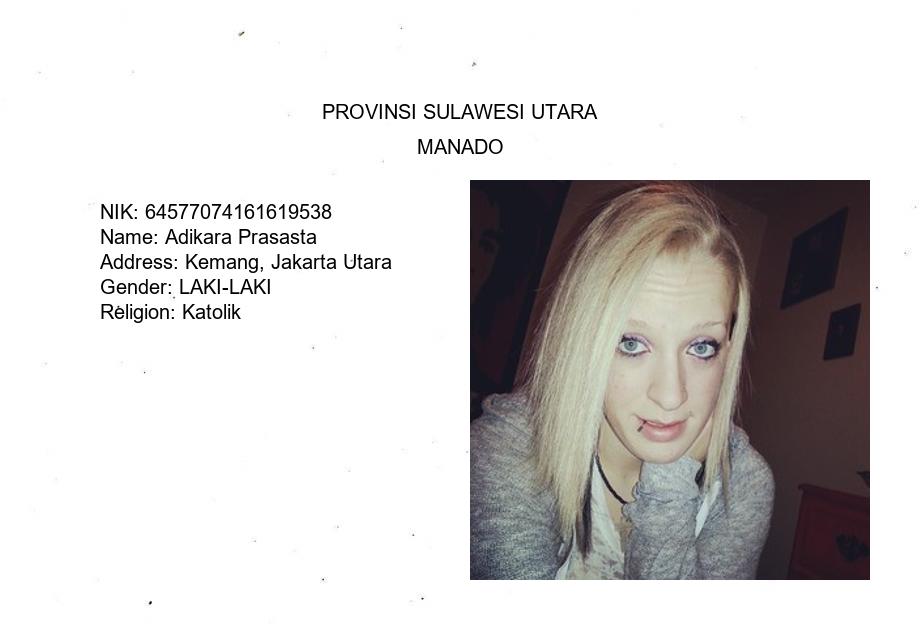 PROVINSI SULAWESI UTARA
MANADO
NIK: 64577074161619538
Name: Adikara Prasasta
Address: Kemang, Jakarta Utara
Gender: LAKI-LAKI
Religion: Katolik